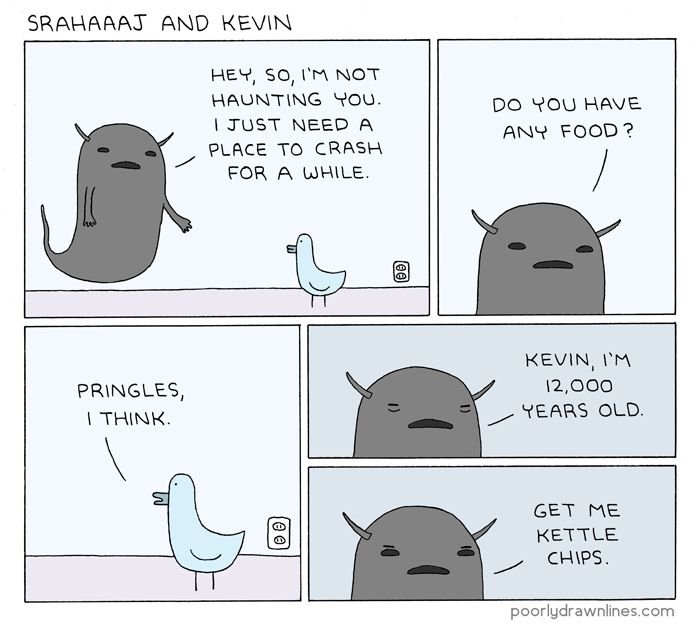 SRAHAAAJ AND KEVIN
HEY, SO, I'M NOT
HAUNTING YOU.
I JUST NEED A
PLACE TO CRASH
FOR A WHILE.
DO YOU HAVE
ANY FOOD?
PRINGLES,
I THINK.
KEVIN, I'M
12,000
YEARS OLD.
GET ME
KETTLE
CHIPS.
poorlydrawnlines.com